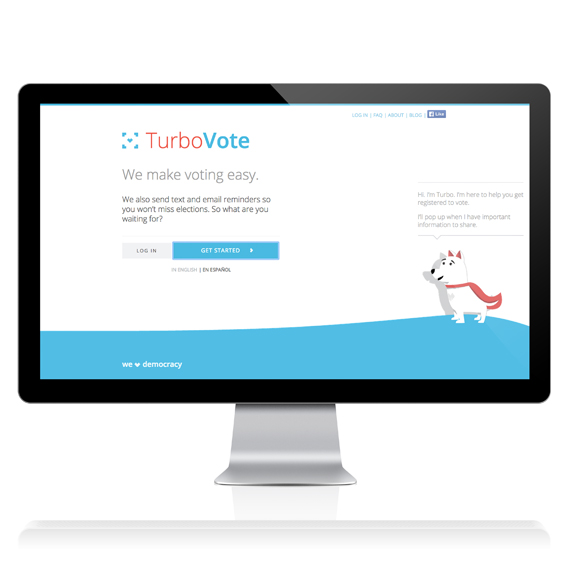 LOG IN | FAQ | ABOUT | BLOG | Like
TurboVote
We make voting easy.
We also send text and email reminders so
you won't miss elections. So what are you
waiting for?
LOG IN
GET STARTED
IN ENGLISH | EN ESPAÑOL
Hi. I'm Turbo. I'm here to help you get
registered to vote.
I'll pop up when I have important
information to share.
we ❤ democracy